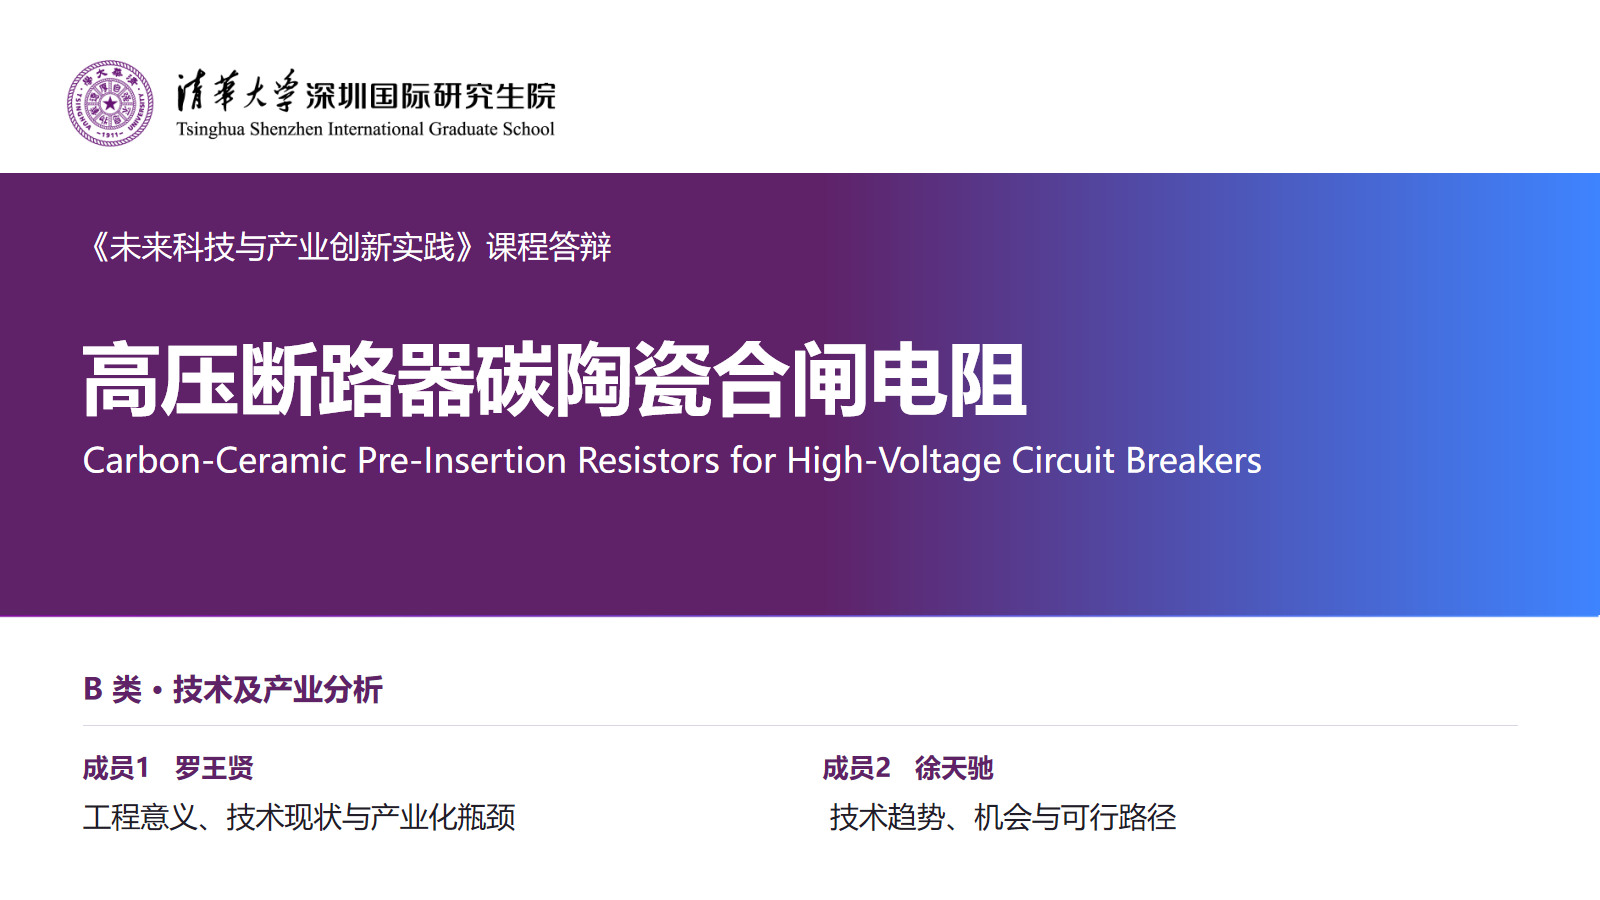 清华大学深圳国际研究生院
Tsinghua Shenzhen International Graduate School
《未来科技与产业创新实践》课程答辩
高压断路器碳陶瓷合闸电阻
Carbon-Ceramic Pre-Insertion Resistors for High-Voltage Circuit Breakers
B 类 · 技术及产业分析
成员1 罗王贤
工程意义、技术现状与产业化瓶颈
成员2 徐天驰
技术趋势、机会与可行路径